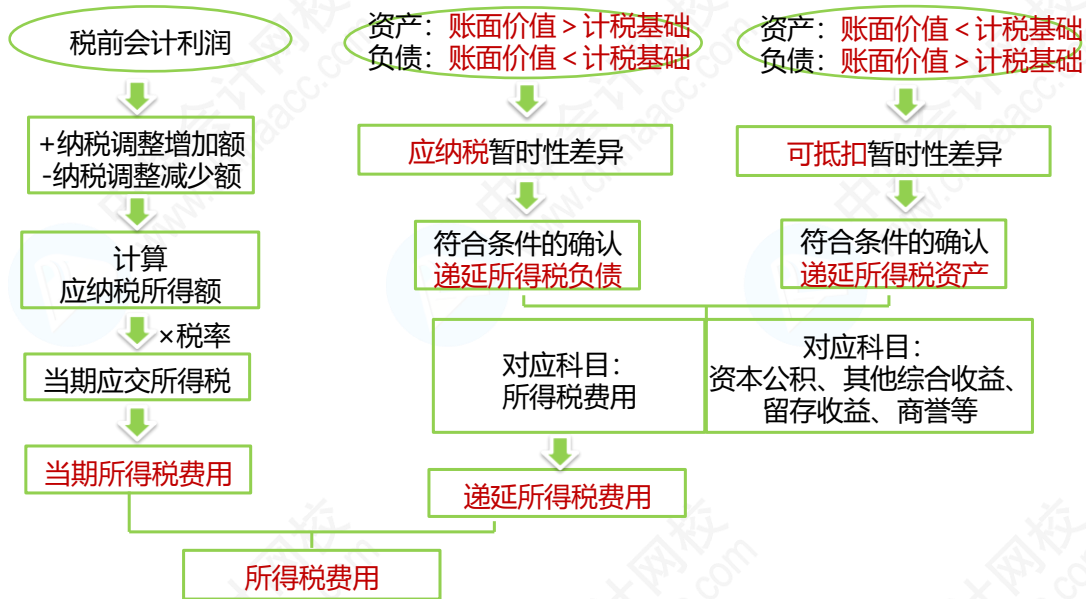 税前会计利润
+纳税调整增加额
-纳税调整减少额
计算
应纳税所得额
×税率
当期应交所得税
当期所得税费用
资产：账面价值 > 计税基础
负债：账面价值 < 计税基础
应纳税暂时性差异
符合条件的确认
递延所得税负债
资产：账面价值 < 计税基础
负债：账面价值 > 计税基础
可抵扣暂时性差异
符合条件的确认
递延所得税资产
对应科目：
所得税费用
对应科目：
资本公积、其他综合收益、
留存收益、商誉等
递延所得税费用
所得税费用